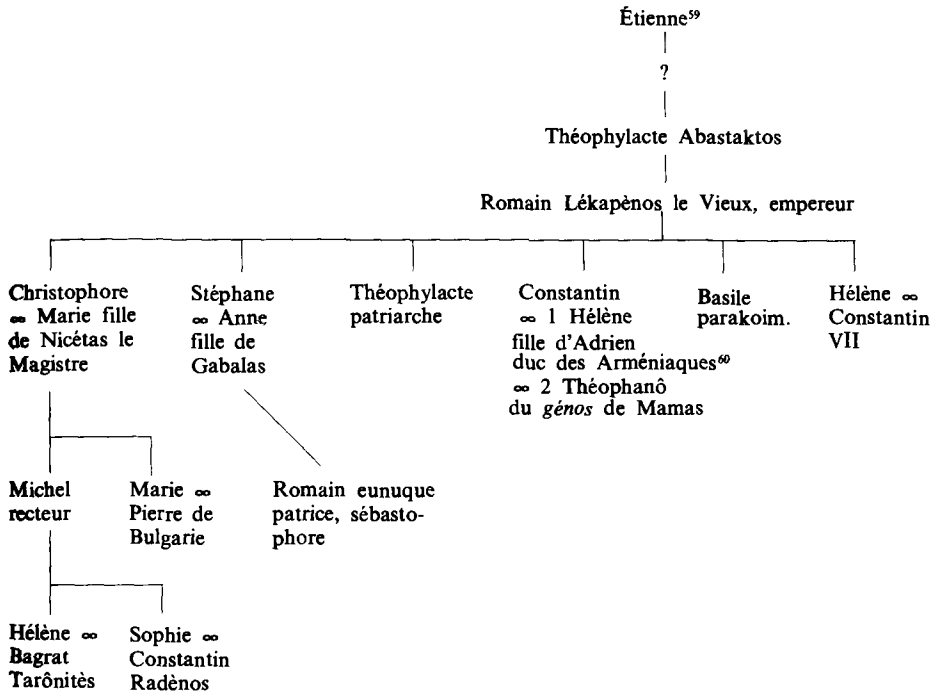 Étienne⁵⁹
?
Théophylacte Abastaktos
Romain Lékapènos le Vieux, empereur
Christophore
∞ Marie fille
de Nicétas le
Magistre
Stéphane
∞ Anne
fille de
Gabalas
Théophylacte
patriarche
Constantin
∞ 1 Hélène
fille d'Adrien
duc des Arméniaques⁶⁰
∞ 2 Théophanô
du génos de Mamas
Basile
parakoim.
Hélène ∞
Constantin
VII
Michel
recteur
Marie ∞
Pierre de
Bulgarie
Romain eunuque
patrice, sébasto-
phore
Hélène ∞
Bagrat
Tarônitès
Sophie ∞
Constantin
Radènos